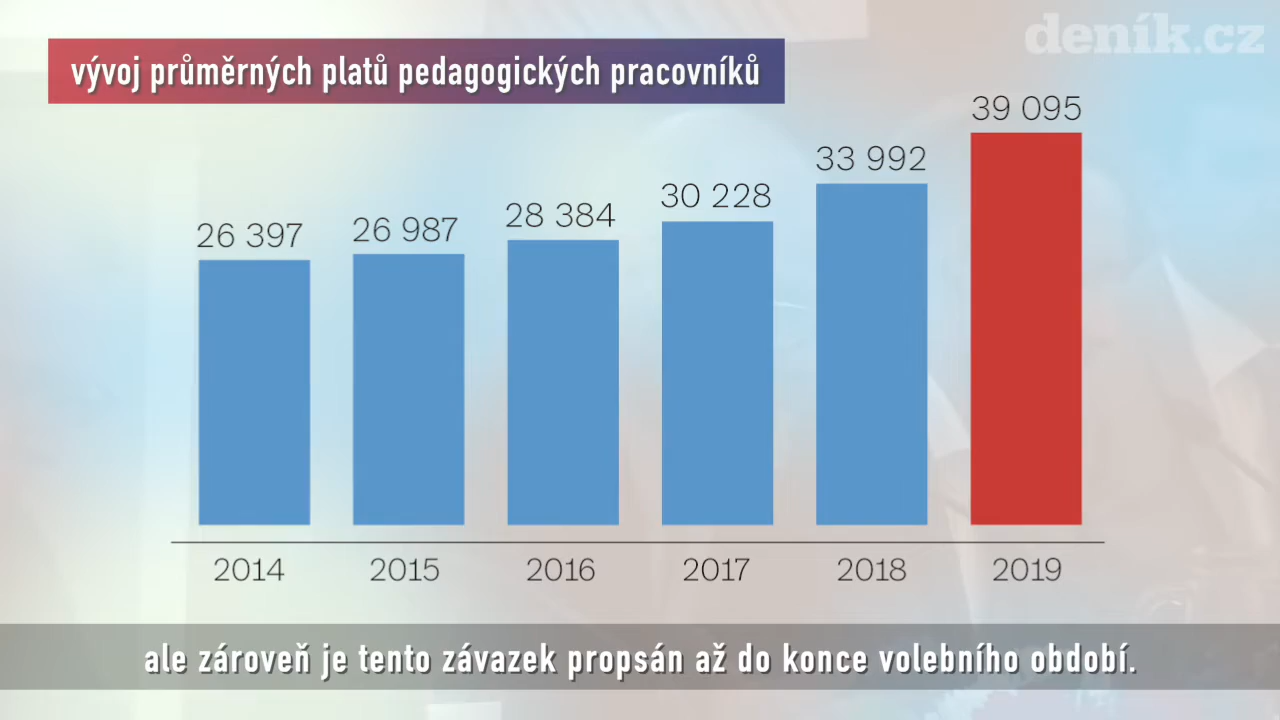 deník.cz
vývoj průměrných platů pedagogických pracovníků
26 397
26 987
28 384
30 228
33 992
39 095
2014 2015 2016 2017 2018 2019
ale zároveň je tento závazek propsán až do konce volebního období.